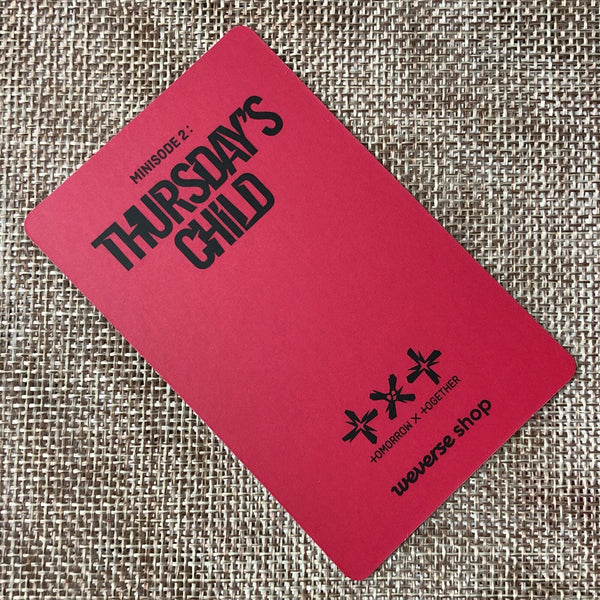 MINISODE 2:
THURSDAY'S
CHILD
TOMORROW × TOGETHER
weverse shop